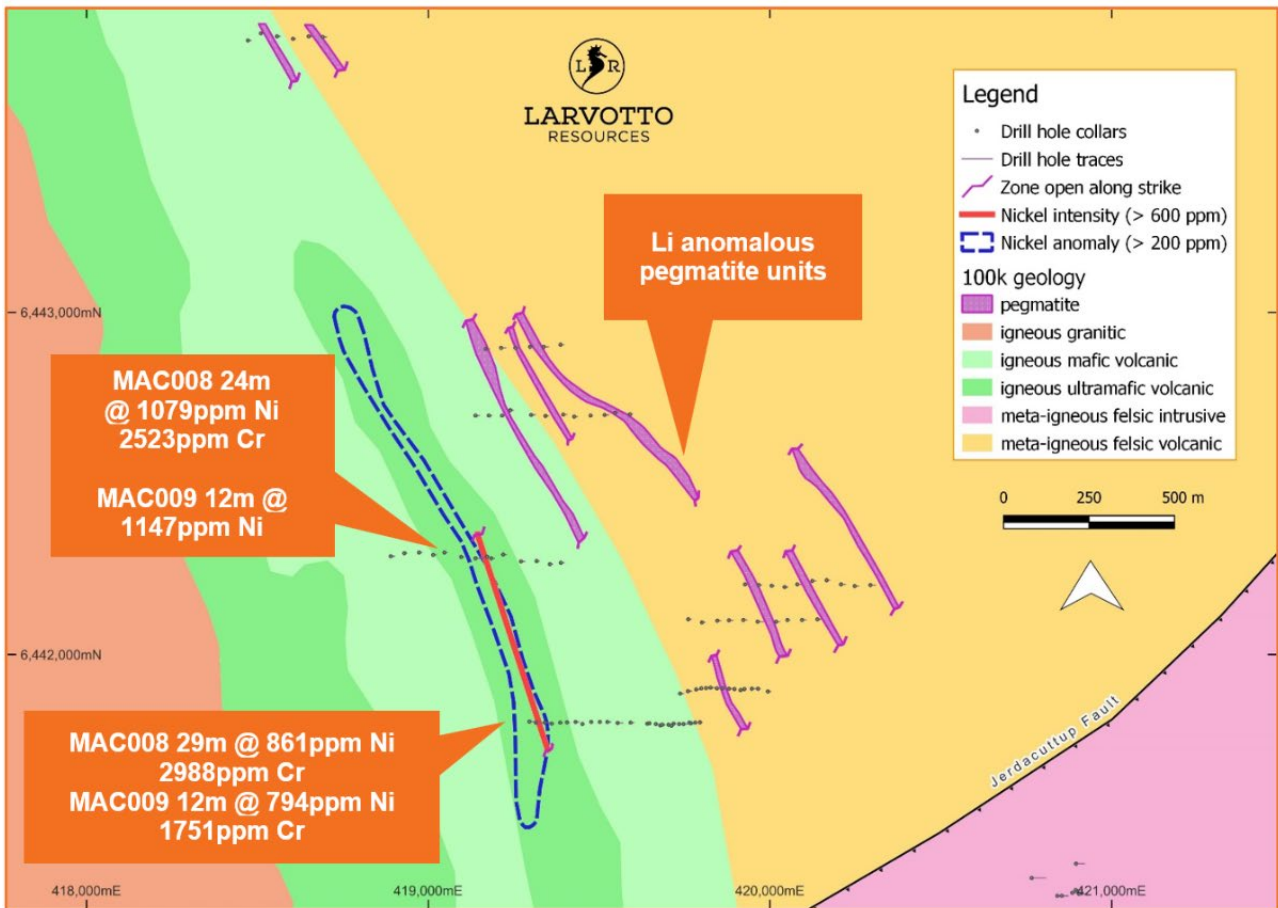 L R
LARVOTTO
RESOURCES
Legend
Drill hole collars
Drill hole traces
Zone open along strike
Nickel intensity (> 600 ppm)
Nickel anomaly (> 200 ppm)
100k geology
pegmatite
igneous granitic
igneous mafic volcanic
igneous ultramafic volcanic
meta-igneous felsic intrusive
meta-igneous felsic volcanic
0 250 500 m
Li anomalous
pegmatite units
6,443,000mN
MAC008 24m
@ 1079ppm Ni
2523ppm Cr
MAC009 12m @
1147ppm Ni
6,442,000mN
MAC008 29m @ 861ppm Ni
2988ppm Cr
MAC009 12m @ 794ppm Ni
1751ppm Cr
Jerdacuttup Fault
418,000mE
419,000mE
420,000mE
421,000mE